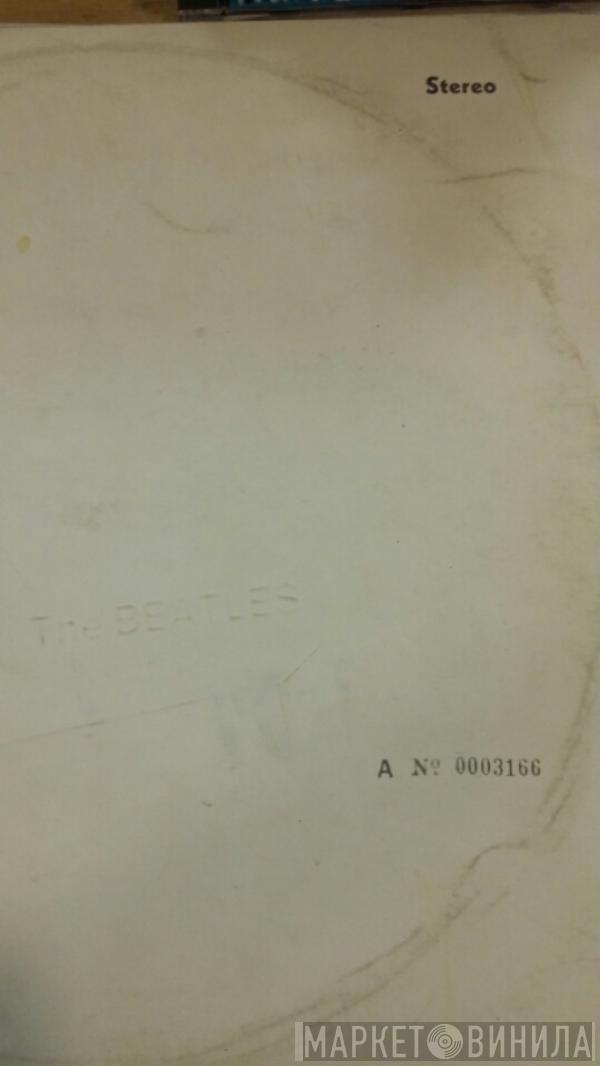 Stereo
The BEATLES
A Nº 0003166
МАРКЕТ ВИНИЛА